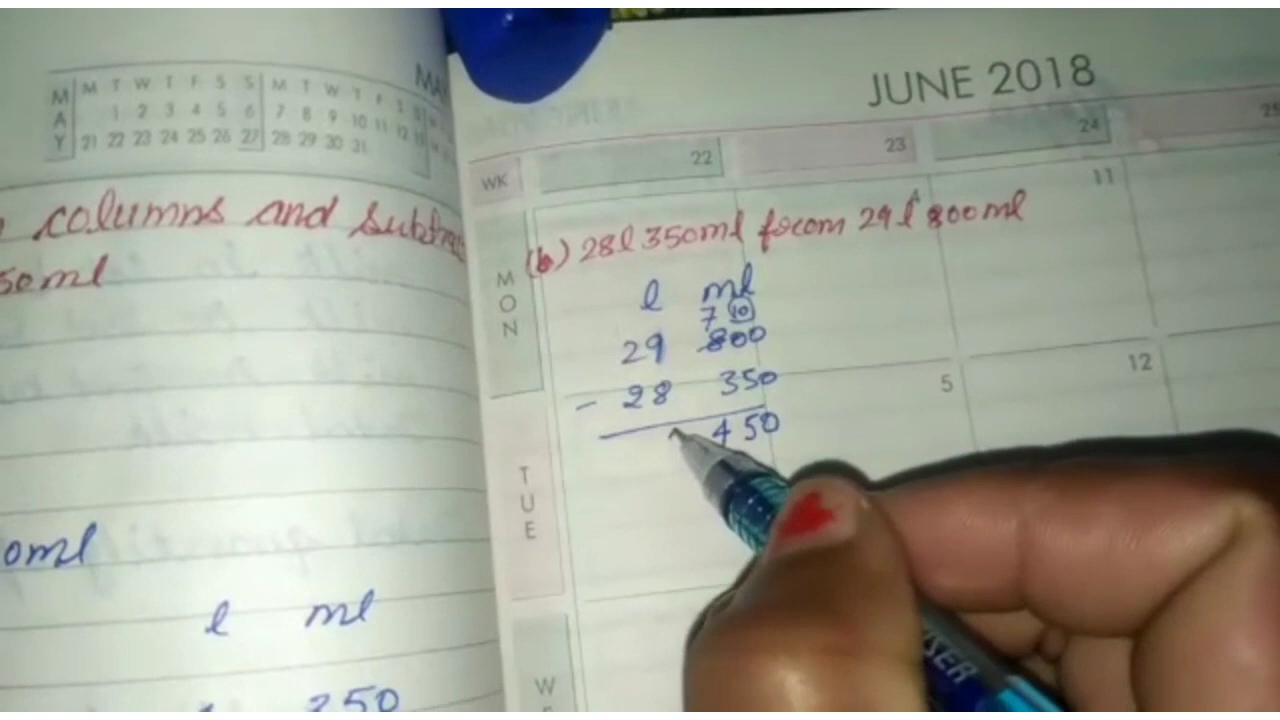 MAY M T W T F S S M T W T F S S
1 2 3 4 5 6 7 8 9 10 11 12 13
21 22 23 24 25 26 27 28 29 30 31
columns and
50ml
0ml
l ml
350
JUNE 2018
WK 22 23 24 25
MON
11
(b) 28l 350ml from 29l 800ml
l ml
7 10
29 800
- 28 350
450
5 12
TUE
W